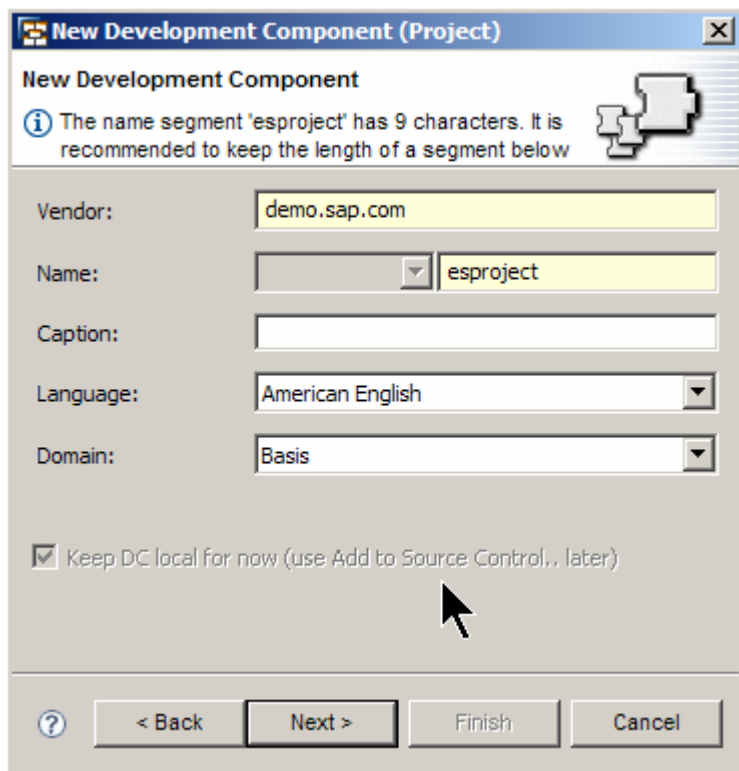 New Development Component (Project)
New Development Component
The name segment 'esproject' has 9 characters. It is
recommended to keep the length of a segment below
Vendor: demo.sap.com
Name: esproject
Caption:
Language: American English
Domain: Basis
Keep DC local for now (use Add to Source Control.. later)
? < Back Next > Finish Cancel